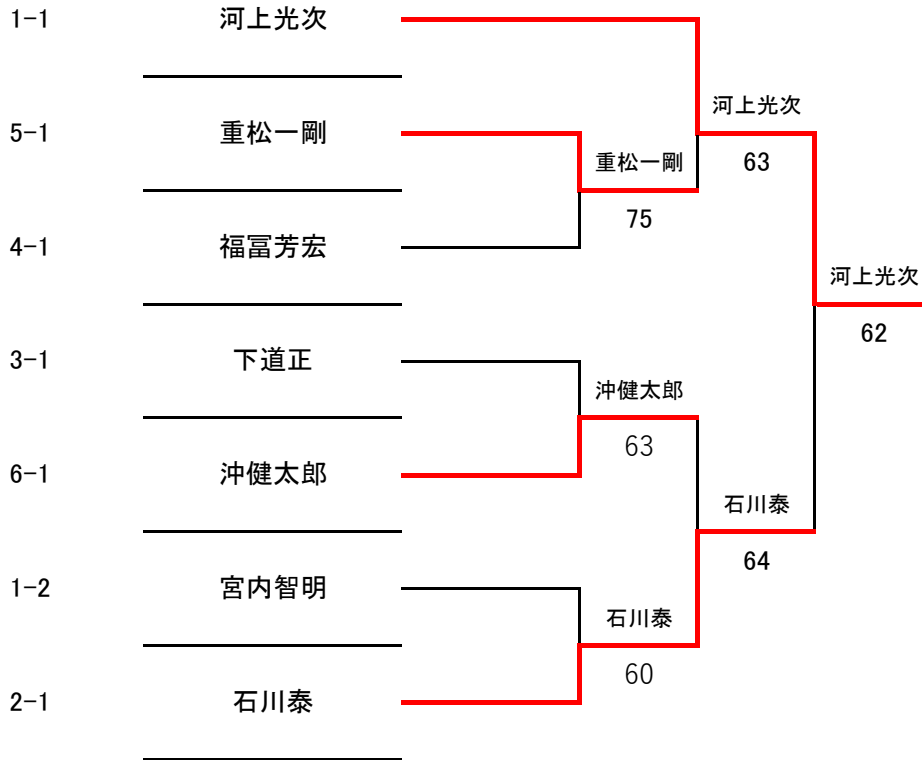 1-1 河上光次
河上光次
5-1 重松一剛
重松一剛 63
75
4-1 福冨芳宏
河上光次
62
3-1 下道正
沖健太郎
63
6-1 沖健太郎
石川泰
64
1-2 宮内智明
石川泰
60
2-1 石川泰